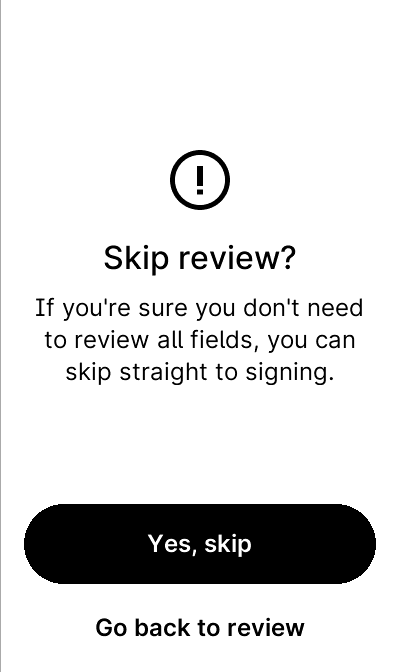 Skip review?
If you're sure you don't need
to review all fields, you can
skip straight to signing.
Yes, skip
Go back to review